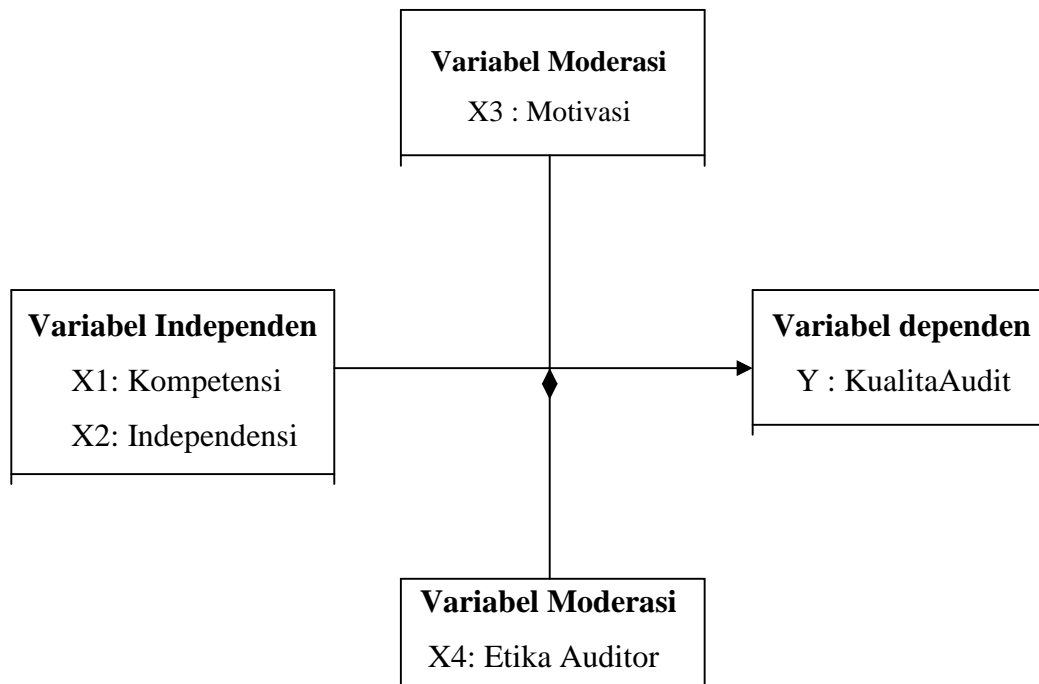 Variabel Moderasi
X3 : Motivasi
Variabel Independen
X1: Kompetensi
X2: Independensi
Variabel dependen
Y : KualitaAudit
Variabel Moderasi
X4: Etika Auditor